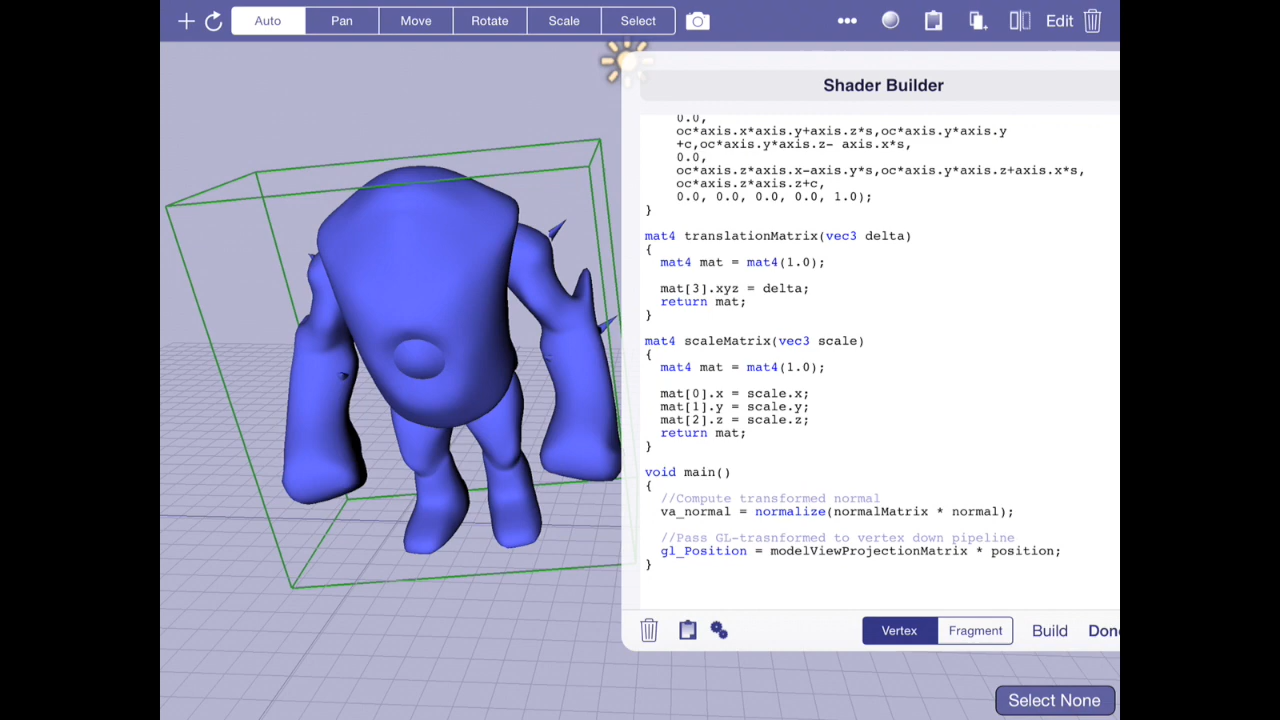 Auto Pan Move Rotate Scale Select Edit
Shader Builder
0.0,
oc*axis.x*axis.y+axis.z*s,oc*axis.y*axis.y
+c,oc*axis.y*axis.z- axis.x*s,
0.0,
oc*axis.z*axis.x-axis.y*s,oc*axis.y*axis.z+axis.x*s,
oc*axis.z*axis.z+c,
0.0, 0.0, 0.0, 0.0, 1.0);
}
mat4 translationMatrix(vec3 delta)
{
mat4 mat = mat4(1.0);
mat[3].xyz = delta;
return mat;
}
mat4 scaleMatrix(vec3 scale)
{
mat4 mat = mat4(1.0);
mat[0].x = scale.x;
mat[1].y = scale.y;
mat[2].z = scale.z;
return mat;
}
void main()
{
//Compute transformed normal
va_normal = normalize(normalMatrix * normal);
//Pass GL-trasnformed to vertex down pipeline
gl_Position = modelViewProjectionMatrix * position;
}
Vertex Fragment Build Don
Select None